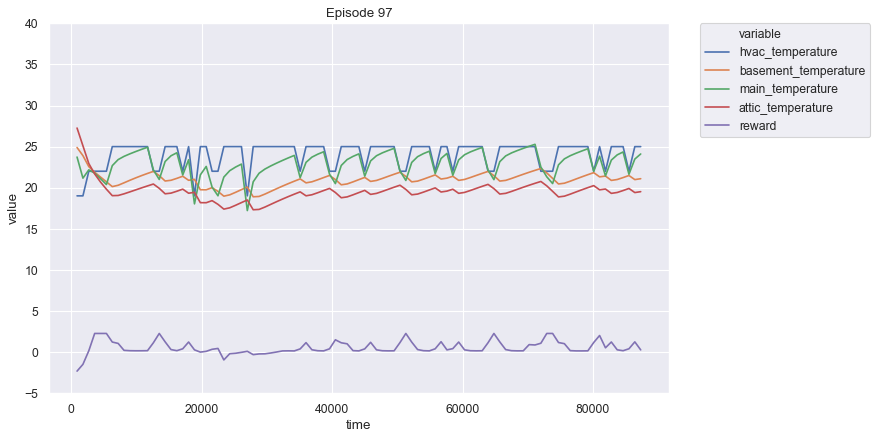 Episode 97
variable
hvac_temperature
basement_temperature
main_temperature
attic_temperature
reward
40
35
30
25
20
15
10
5
0
−5
value
0 20000 40000 60000 80000
time